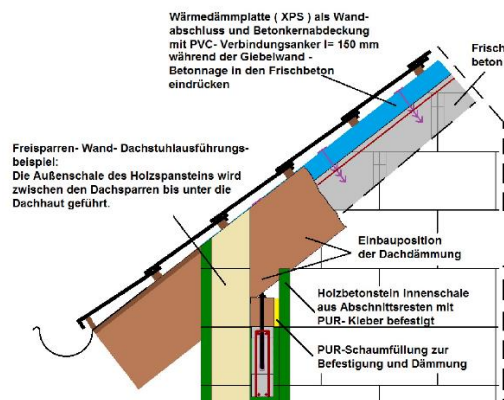 Wärmedämmplatte ( XPS ) als Wand-
abschluss und Betonkernabdeckung
mit PVC- Verbindungsanker l= 150 mm
während der Giebelwand -
Betonnage in den Frischbeton
eindrücken
Frisch
beton
Freisparren- Wand- Dachstuhlausführungs-
beispiel:
Die Außenschale des Holzspansteins wird
zwischen den Dachsparren bis unter die
Dachhaut geführt.
Einbauposition
der Dachdämmung
Holzbetonstein Innenschale
aus Abschnittsresten mit
PUR- Kleber befestigt
PUR-Schaumfüllung zur
Befestigung und Dämmung